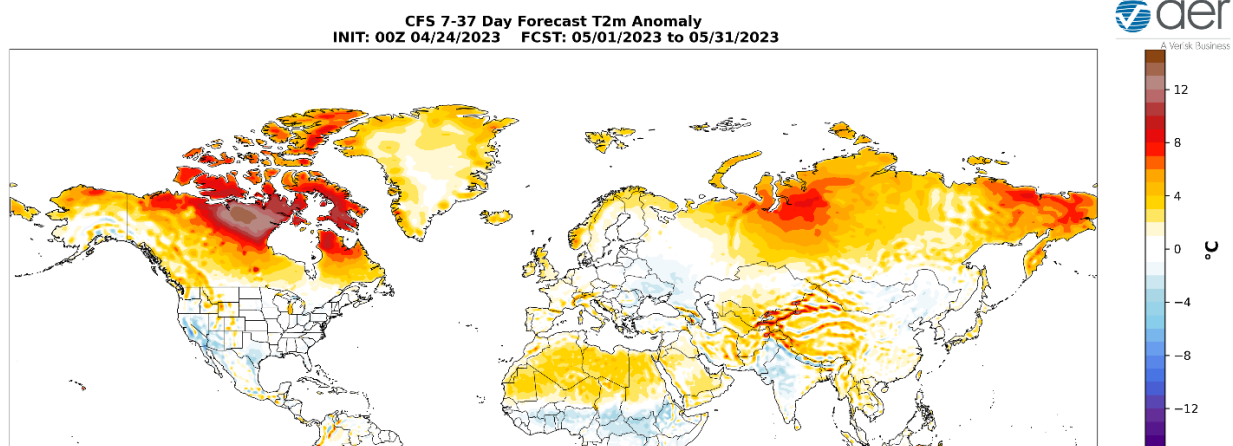 aer
A Verisk Business
CFS 7-37 Day Forecast T2m Anomaly
INIT: 00Z 04/24/2023 FCST: 05/01/2023 to 05/31/2023
12
8
4
0
−4
−8
−12
°C